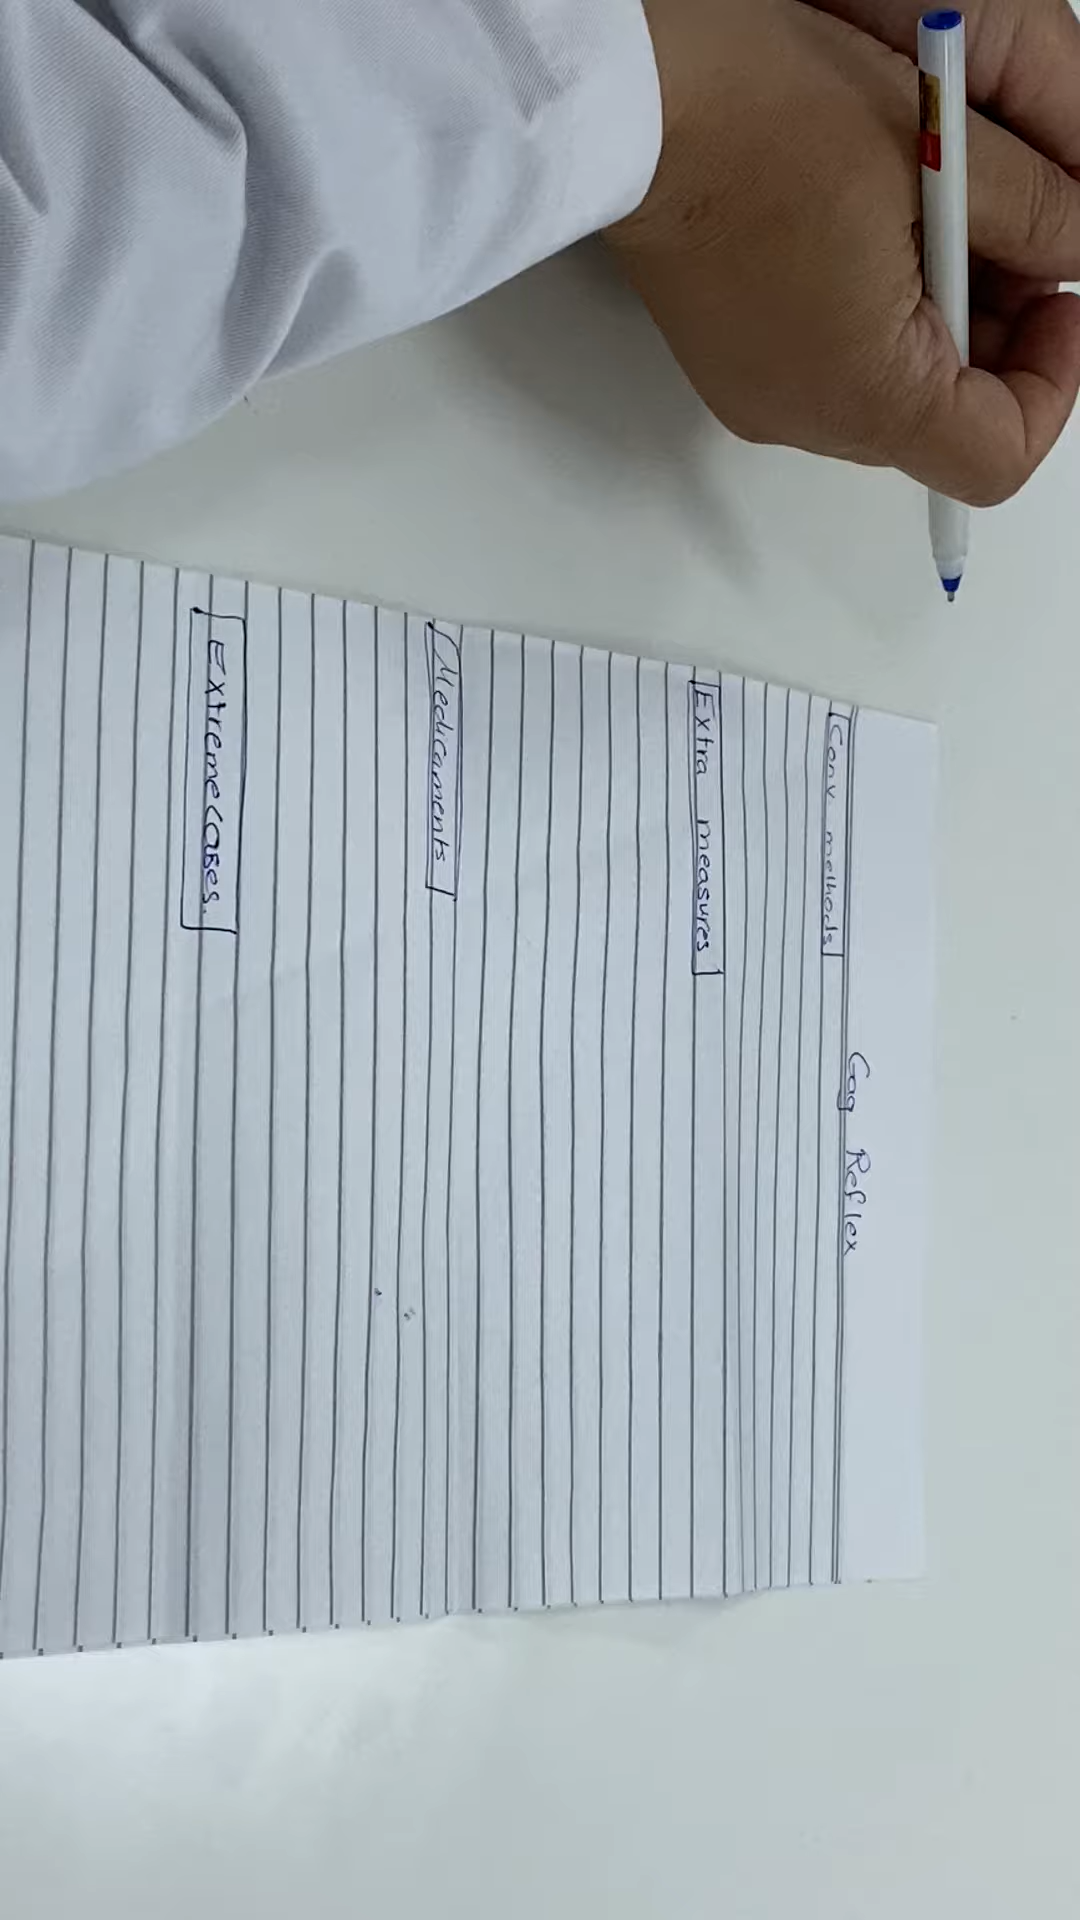 Gag Reflex
Conv. methods
Extra measures
Medicaments
Extreme cases.